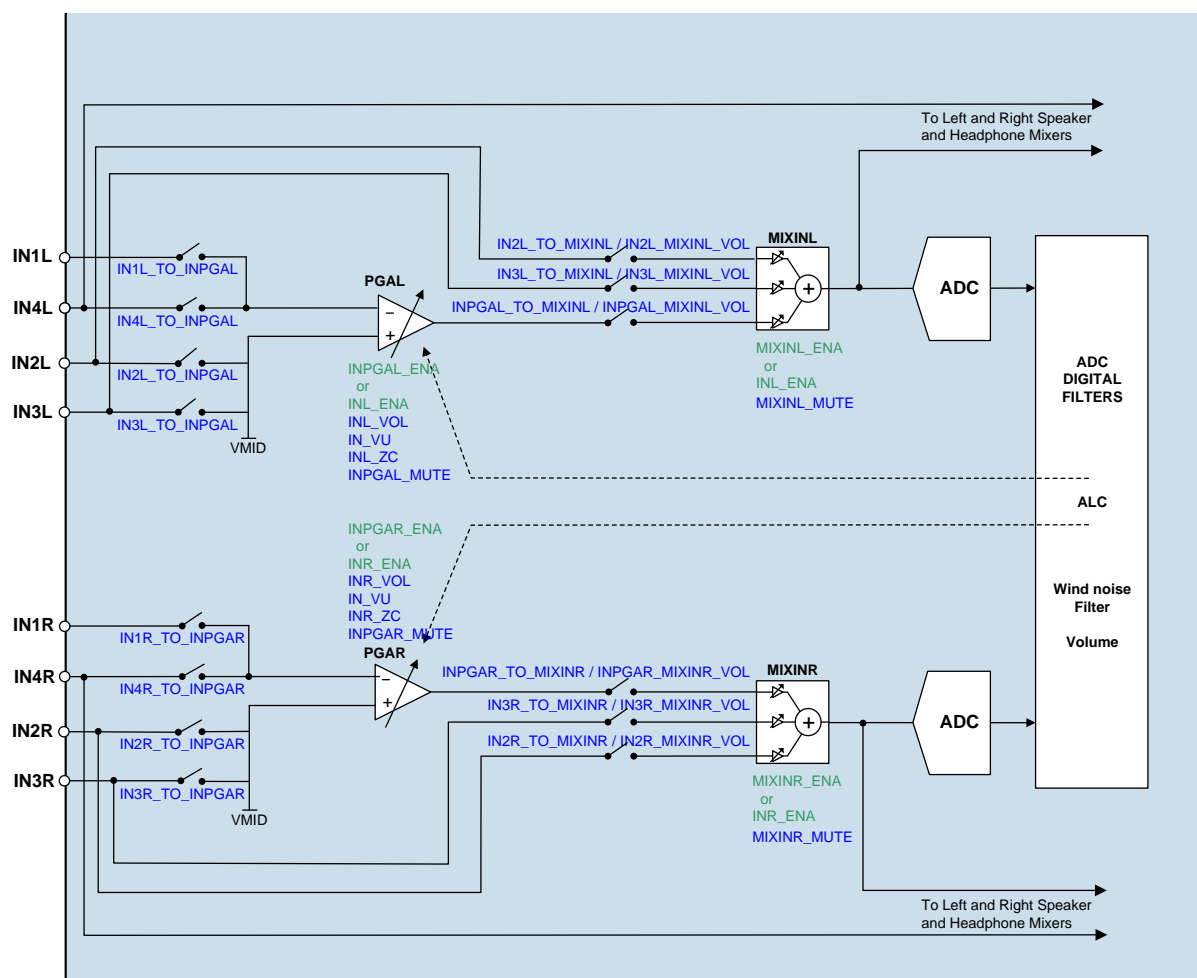 To Left and Right Speaker
and Headphone Mixers
IN1L
IN1L_TO_INPGAL
IN4L
IN4L_TO_INPGAL
IN2L
IN2L_TO_INPGAL
IN3L
IN3L_TO_INPGAL
VMID
PGAL
−
+
INPGAL_ENA
or
INL_ENA
INL_VOL
IN_VU
INL_ZC
INPGAL_MUTE
IN2L_TO_MIXINL / IN2L_MIXINL_VOL
IN3L_TO_MIXINL / IN3L_MIXINL_VOL
INPGAL_TO_MIXINL / INPGAL_MIXINL_VOL
MIXINL
+
MIXINL_ENA
or
INL_ENA
MIXINL_MUTE
ADC
ADC
DIGITAL
FILTERS
ALC
Wind noise
Filter
Volume
INPGAR_ENA
or
INR_ENA
INR_VOL
IN_VU
INR_ZC
INPGAR_MUTE
PGAR
−
+
IN1R
IN1R_TO_INPGAR
IN4R
IN4R_TO_INPGAR
IN2R
IN2R_TO_INPGAR
IN3R
IN3R_TO_INPGAR
VMID
INPGAR_TO_MIXINR / INPGAR_MIXINR_VOL
IN3R_TO_MIXINR / IN3R_MIXINR_VOL
IN2R_TO_MIXINR / IN2R_MIXINR_VOL
MIXINR
+
MIXINR_ENA
or
INR_ENA
MIXINR_MUTE
ADC
To Left and Right Speaker
and Headphone Mixers